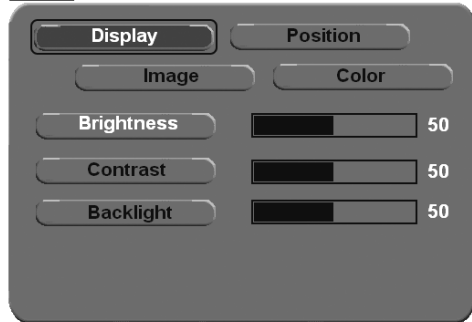 Display Position
Image Color
Brightness 50
Contrast 50
Backlight 50